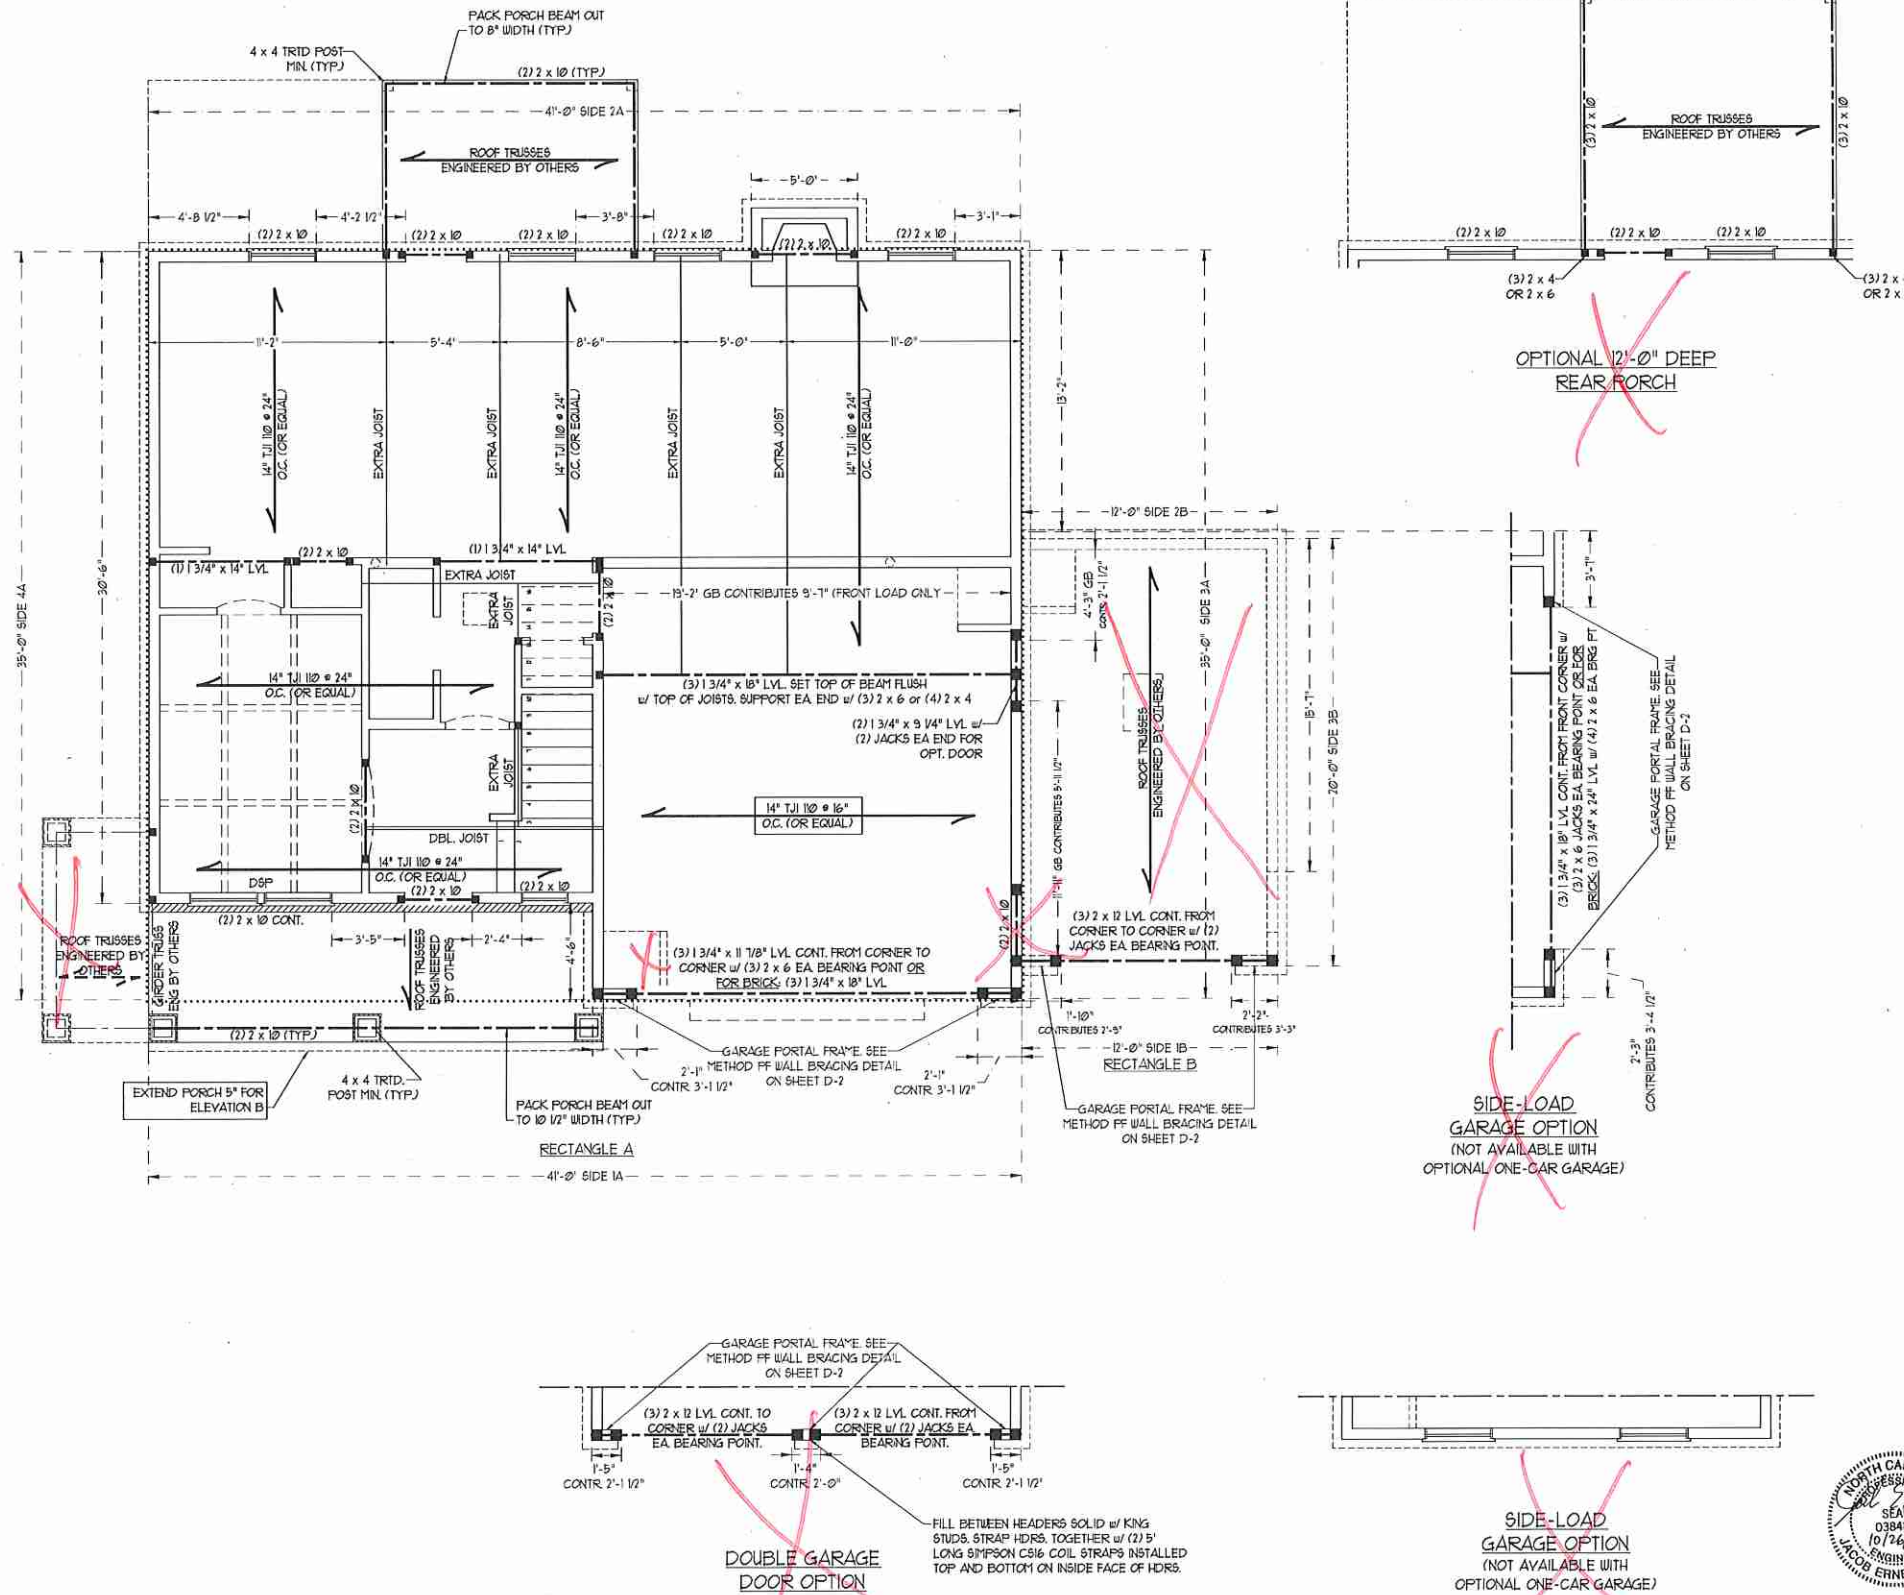 PACK PORCH BEAM OUT
TO 8" WIDTH (TYP.)
4 x 4 TRTD POST
MIN. (TYP.)
(2) 2 x 10 (TYP.)
41'-0" SIDE 2A
ROOF TRUSSES
ENGINEERED BY OTHERS
5'-0"
4'-8 1/2"
4'-2 1/2"
3'-8"
3'-1"
(2) 2 x 10
(2) 2 x 10
(2) 2 x 10
(2) 2 x 10
(2) 2 x 10
(2) 2 x 10
(3) 2 x 10
ROOF TRUSSES
ENGINEERED BY OTHERS
(3) 2 x 10
(2) 2 x 10
(2) 2 x 10
(2) 2 x 10
(3) 2 x 4
OR 2 x 6
(3) 2 x
OR 2 x
OPTIONAL 12'-0" DEEP
REAR PORCH
35'-0" SIDE 4A
30'-6"
11'-2"
5'-4"
8'-6"
5'-0"
11'-0"
14" TJI 110 @ 24"
O.C. (OR EQUAL)
EXTRA JOIST
EXTRA JOIST
14" TJI 110 @ 24"
O.C. (OR EQUAL)
EXTRA JOIST
EXTRA JOIST
14" TJI 110 @ 24"
O.C. (OR EQUAL)
13'-2"
12'-0" SIDE 2B
(1) 1 3/4" x 14" LVL
(2) 2 x 10
(1) 1 3/4" x 14" LVL
EXTRA JOIST
EXTRA
JOIST
(2) 2 x 10
19'-2" GB CONTRIBUTES 9'-7" (FRONT LOAD ONLY
4'-3" GB
CONTR. 2'-1 1/2"
35'-0" SIDE 3A
14" TJI 110 @ 24"
O.C. (OR EQUAL)
(3) 1 3/4" x 18" LVL. SET TOP OF BEAM FLUSH
w/ TOP OF JOISTS. SUPPORT EA. END w/ (3) 2 x 6 or (4) 2 x 4
(2) 1 3/4" x 9 1/4" LVL w/
(2) JACKS EA END FOR
OPT. DOOR
ROOF TRUSSES
ENGINEERED BY OTHERS
15'-7"
20'-0" SIDE 3B
EXTRA
JOIST
(2) 2 x 10
14" TJI 110 @ 16"
O.C. (OR EQUAL)
11'-11" GB CONTRIBUTES 5'-11 1/2"
DBL. JOIST
14" TJI 110 @ 24"
O.C. (OR EQUAL)
DSP
(2) 2 x 10
(2) 2 x 10
(2) 2 x 10 CONT.
(2) 2 x 10
(3) 2 x 12 LVL CONT. FROM
CORNER TO CORNER w/ (2)
JACKS EA. BEARING POINT.
ROOF TRUSSES
ENGINEERED BY
OTHERS
GIRDER TRUSS
ENG BY OTHERS
3'-5"
ROOF TRUSSES
ENGINEERED
BY OTHERS
2'-4"
4'-6"
(3) 1 3/4" x 11 7/8" LVL CONT. FROM CORNER TO
CORNER w/ (3) 2 x 6 EA. BEARING POINT OR
FOR BRICK: (3) 1 3/4" x 18" LVL
(2) 2 x 10 (TYP.)
1'-10"
CONTRIBUTES 2'-9"
2'-2"
CONTRIBUTES 3'-3"
12'-0" SIDE 1B
RECTANGLE B
GARAGE PORTAL FRAME. SEE
METHOD PF WALL BRACING DETAIL
ON SHEET D-2
2'-1"
CONTR. 3'-1 1/2"
2'-1"
CONTR. 3'-1 1/2"
EXTEND PORCH 5" FOR
ELEVATION B
4 x 4 TRTD.
POST MIN. (TYP.)
PACK PORCH BEAM OUT
TO 10 1/2" WIDTH (TYP.)
GARAGE PORTAL FRAME. SEE
METHOD PF WALL BRACING DETAIL
ON SHEET D-2
RECTANGLE A
41'-0" SIDE 1A
3'-7"
(3) 1 3/4" x 18" LVL CONT. FROM FRONT CORNER w/
(3) 2 x 6 JACKS EA. BEARING POINT OR FOR
BRICK: (3) 1 3/4" x 24" LVL w/ (4) 2 x 6 EA. BRG PT
GARAGE PORTAL FRAME. SEE
METHOD PF WALL BRACING DETAIL
ON SHEET D-2
2'-3"
CONTRIBUTES 3'-4 1/2"
SIDE-LOAD
GARAGE OPTION
(NOT AVAILABLE WITH
OPTIONAL ONE-CAR GARAGE)
GARAGE PORTAL FRAME. SEE
METHOD PF WALL BRACING DETAIL
ON SHEET D-2
(3) 2 x 12 LVL CONT. TO
CORNER w/ (2) JACKS
EA. BEARING POINT.
(3) 2 x 12 LVL CONT. FROM
CORNER w/ (2) JACKS EA.
BEARING POINT.
1'-5"
CONTR. 2'-1 1/2"
1'-4"
CONTR. 2'-0"
1'-5"
CONTR. 2'-1 1/2"
FILL BETWEEN HEADERS SOLID w/ KING
STUDS. STRAP HDRS. TOGETHER w/ (2) 5'
LONG SIMPSON CS16 COIL STRAPS INSTALLED
TOP AND BOTTOM ON INSIDE FACE OF HDRS.
DOUBLE GARAGE
DOOR OPTION
SIDE-LOAD
GARAGE OPTION
(NOT AVAILABLE WITH
OPTIONAL ONE-CAR GARAGE)
NORTH CA
SEA
0384
10/26
ENGIN
JACOB ERN